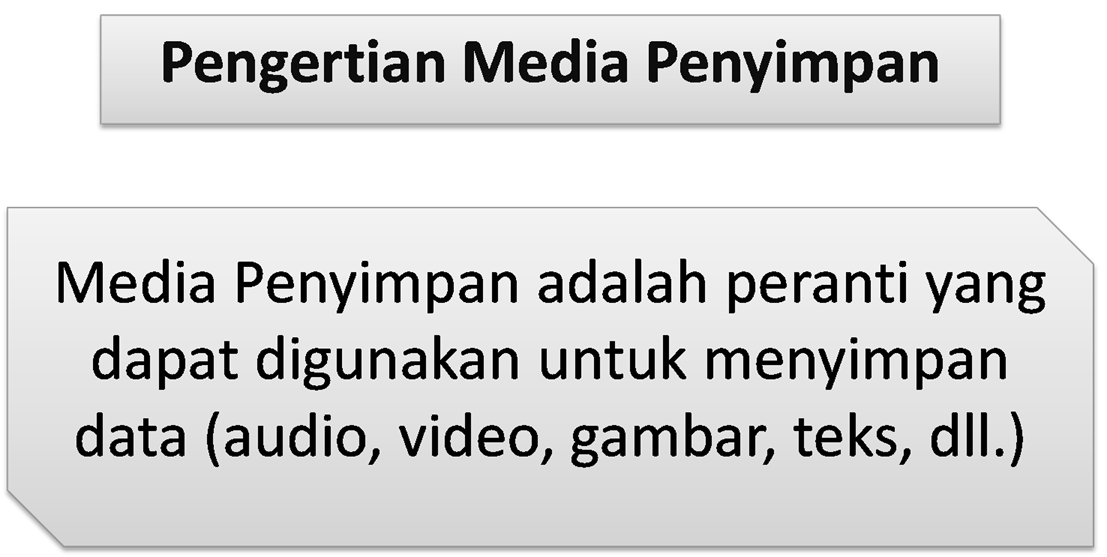 Pengertian Media Penyimpan
Media Penyimpan adalah peranti yang
dapat digunakan untuk menyimpan
data (audio, video, gambar, teks, dll.)